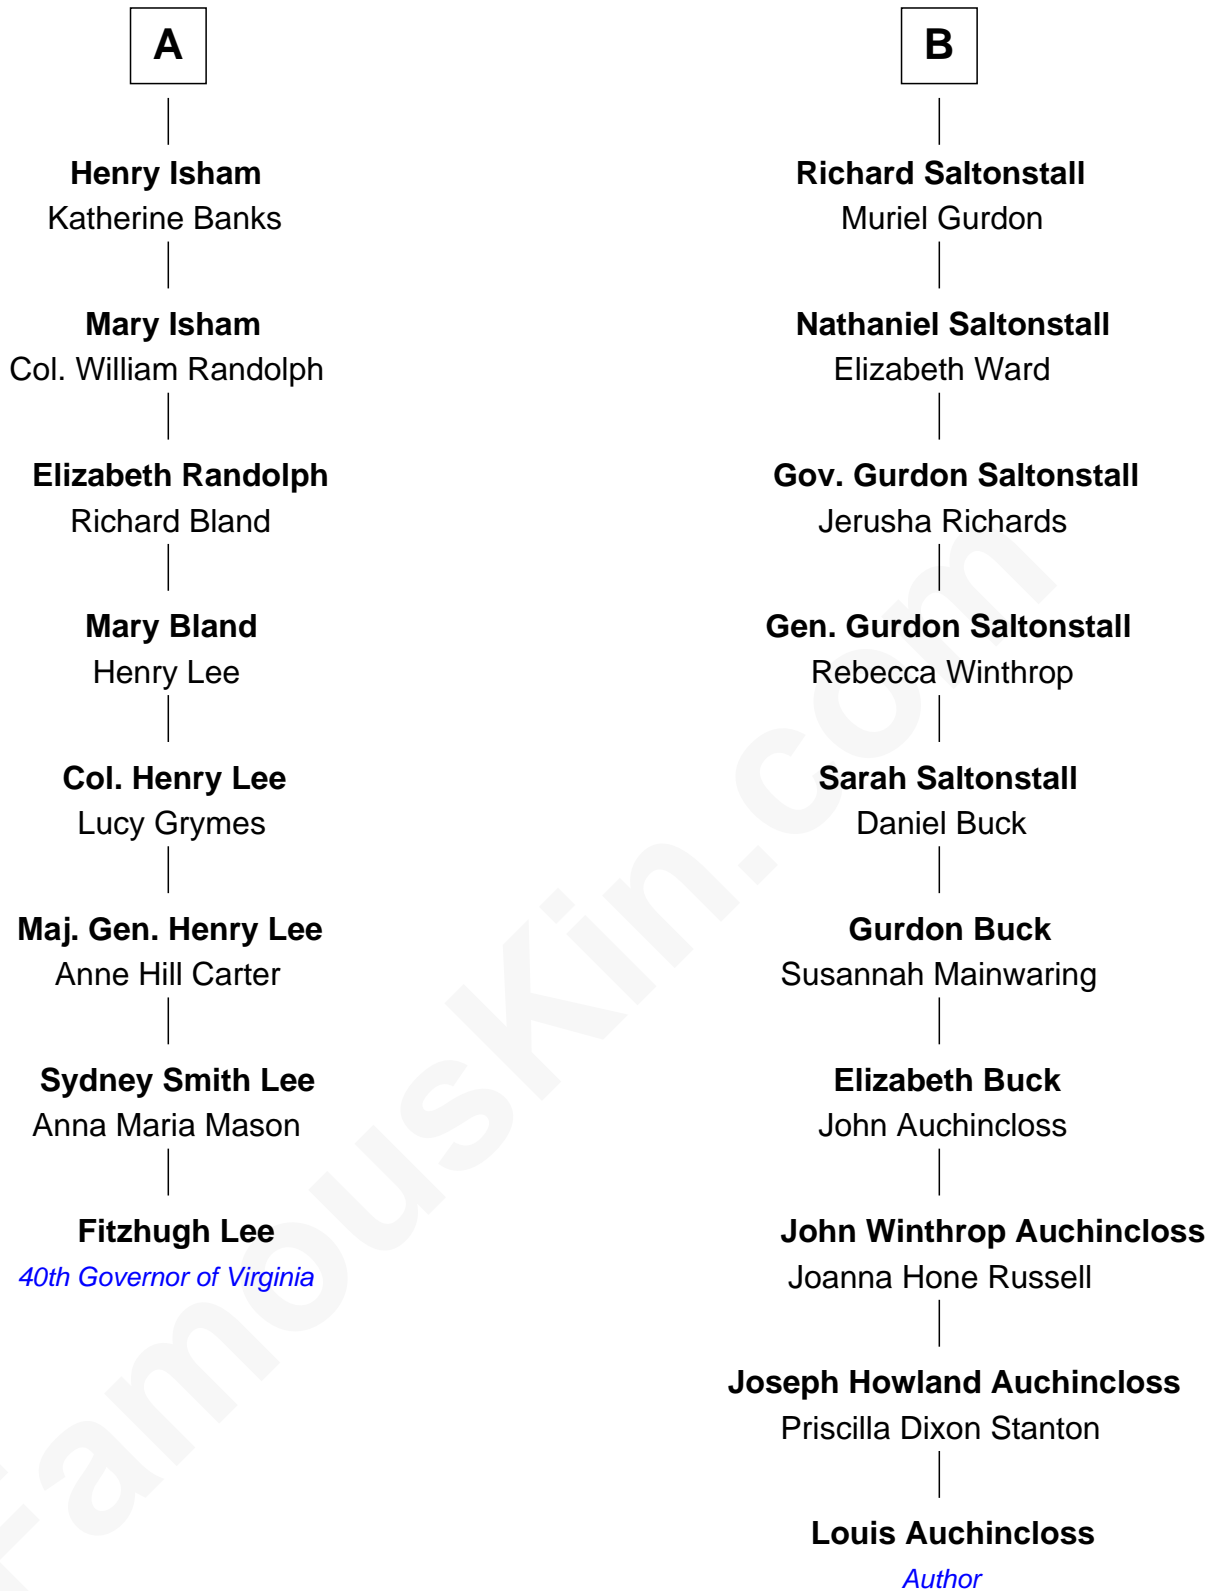 A
Henry Isham
Katherine Banks
Mary Isham
Col. William Randolph
Elizabeth Randolph
Richard Bland
Mary Bland
Henry Lee
Col. Henry Lee
Lucy Grymes
Maj. Gen. Henry Lee
Anne Hill Carter
Sydney Smith Lee
Anna Maria Mason
Fitzhugh Lee
40th Governor of Virginia
B
Richard Saltonstall
Muriel Gurdon
Nathaniel Saltonstall
Elizabeth Ward
Gov. Gurdon Saltonstall
Jerusha Richards
Gen. Gurdon Saltonstall
Rebecca Winthrop
Sarah Saltonstall
Daniel Buck
Gurdon Buck
Susannah Mainwaring
Elizabeth Buck
John Auchincloss
John Winthrop Auchincloss
Joanna Hone Russell
Joseph Howland Auchincloss
Priscilla Dixon Stanton
Louis Auchincloss
Author
FamousKin.com